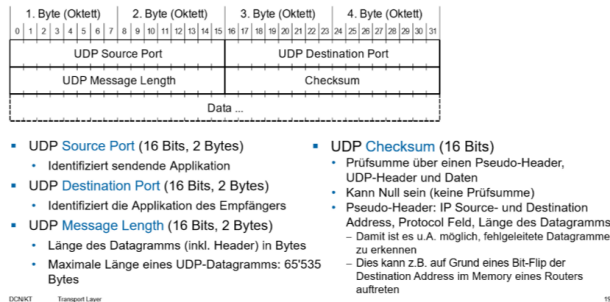 1. Byte (Oktett) 2. Byte (Oktett) 3. Byte (Oktett) 4. Byte (Oktett)
0 1 2 3 4 5 6 7 8 9 10 11 12 13 14 15 16 17 18 19 20 21 22 23 24 25 26 27 28 29 30 31
UDP Source Port UDP Destination Port
UDP Message Length Checksum
Data ...
▪ UDP Source Port (16 Bits, 2 Bytes)
• Identifiziert sendende Applikation
▪ UDP Destination Port (16 Bits, 2 Bytes)
• Identifiziert die Applikation des Empfängers
▪ UDP Message Length (16 Bits, 2 Bytes)
• Länge des Datagramms (inkl. Header) in Bytes
• Maximale Länge eines UDP-Datagramms: 65'535
Bytes
▪ UDP Checksum (16 Bits)
• Prüfsumme über einen Pseudo-Header,
UDP-Header und Daten
• Kann Null sein (keine Prüfsumme)
• Pseudo-Header: IP Source- und Destination
Address, Protocol Feld, Länge des Datagramms
– Damit ist es u.A. möglich, fehlgeleitete Datagramme
zu erkennen
– Dies kann z.B. auf Grund eines Bit-Flip der
Destination Address im Memory eines Routers
auftreten
DCN/KT Transport Layer